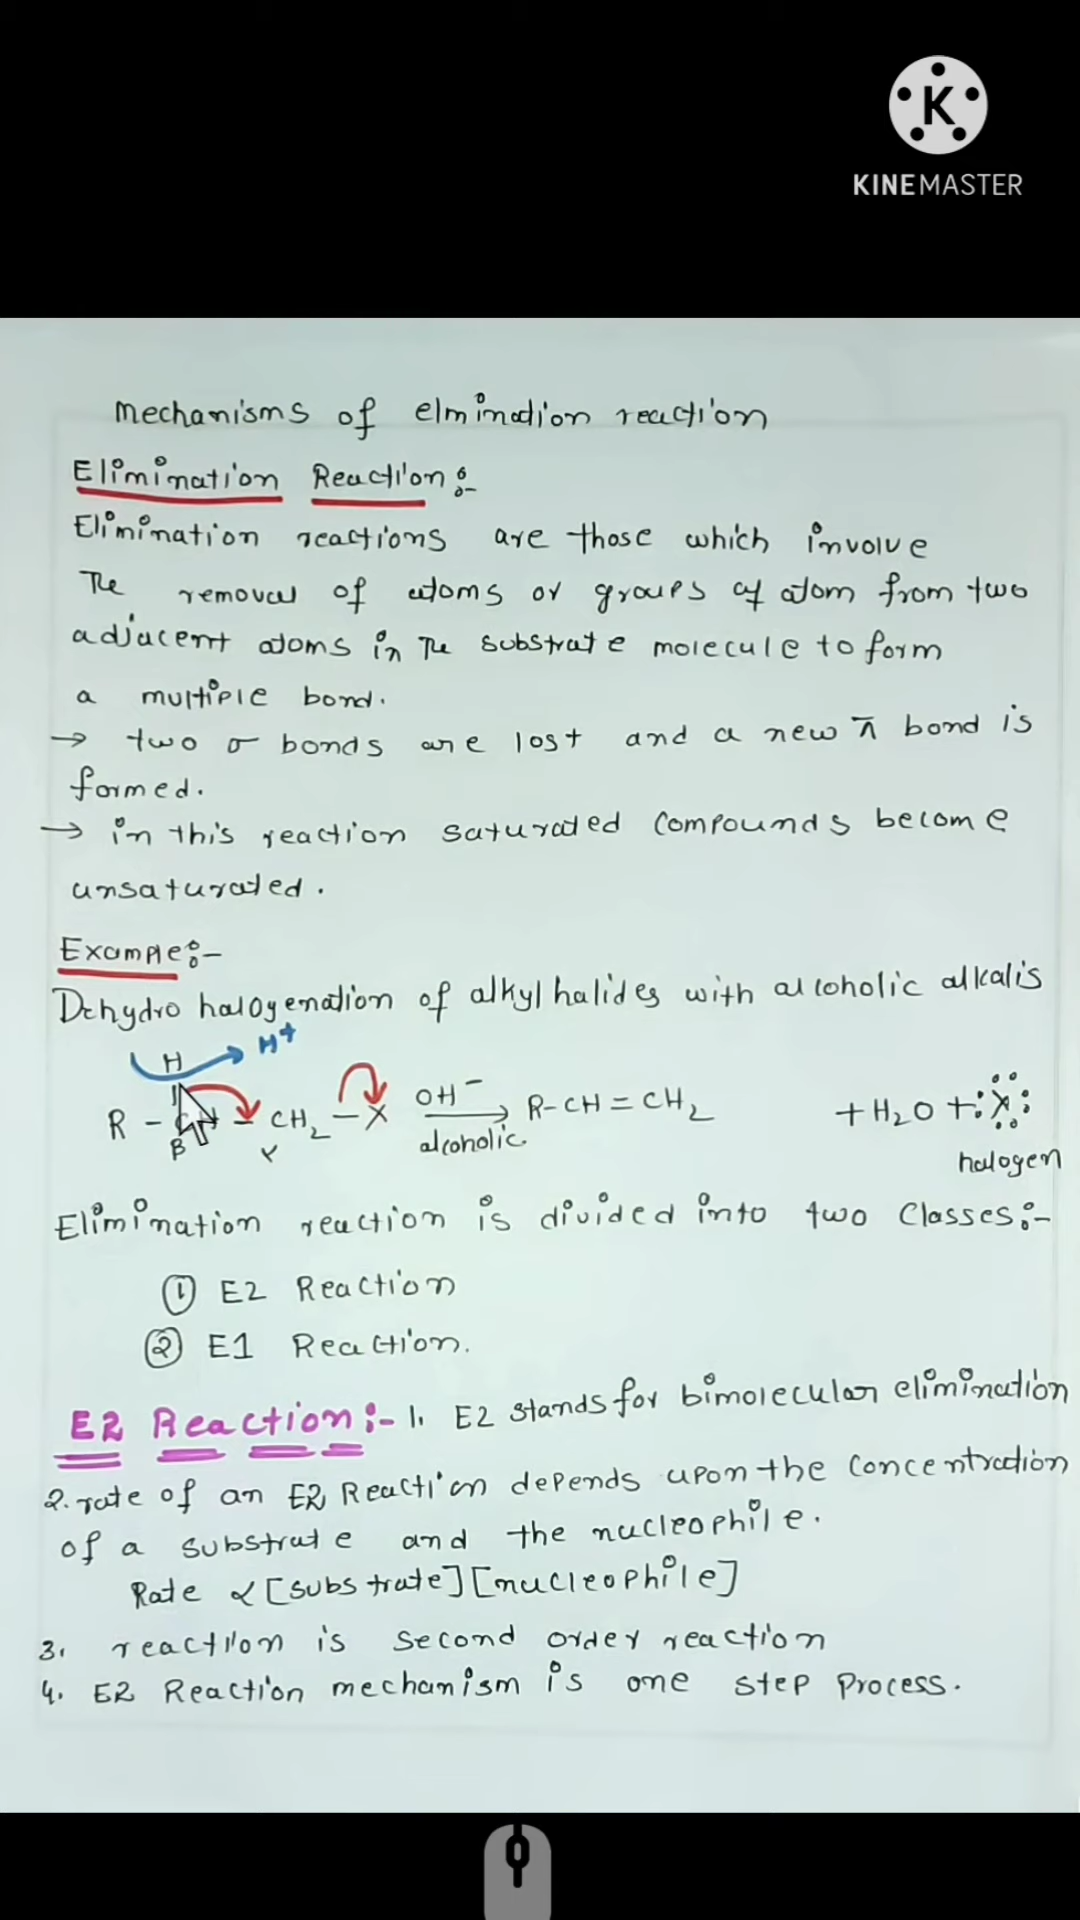 K
KINEMASTER
Mechanisms of elmination reaction
Elimination Reaction:-
Elimination reactions are those which involve
The removal of atoms or groups of atom from two
adjacent atoms in The substrate molecule to form
a multiple bond.
→ two σ bonds are lost and a new π bond is
formed.
→ in this reaction saturated compounds become
unsaturated.
Example:-
Dehydro halogenation of alkyl halides with alcoholic alkalis
H H+
R - CH - CH2 - X OH- alcoholic → R-CH=CH2 + H2O + :X:
β halogen
Elimination reaction is divided into two classes:-
① E2 Reaction
② E1 Reaction.
E2 Reaction:- 1. E2 stands for bimolecular elimination
2. rate of an E2 Reaction depends upon the concentration
of a substrate and the nucleophile.
Rate ∝ [substrate][nucleophile]
3. reaction is second order reaction
4. E2 Reaction mechanism is one step process.